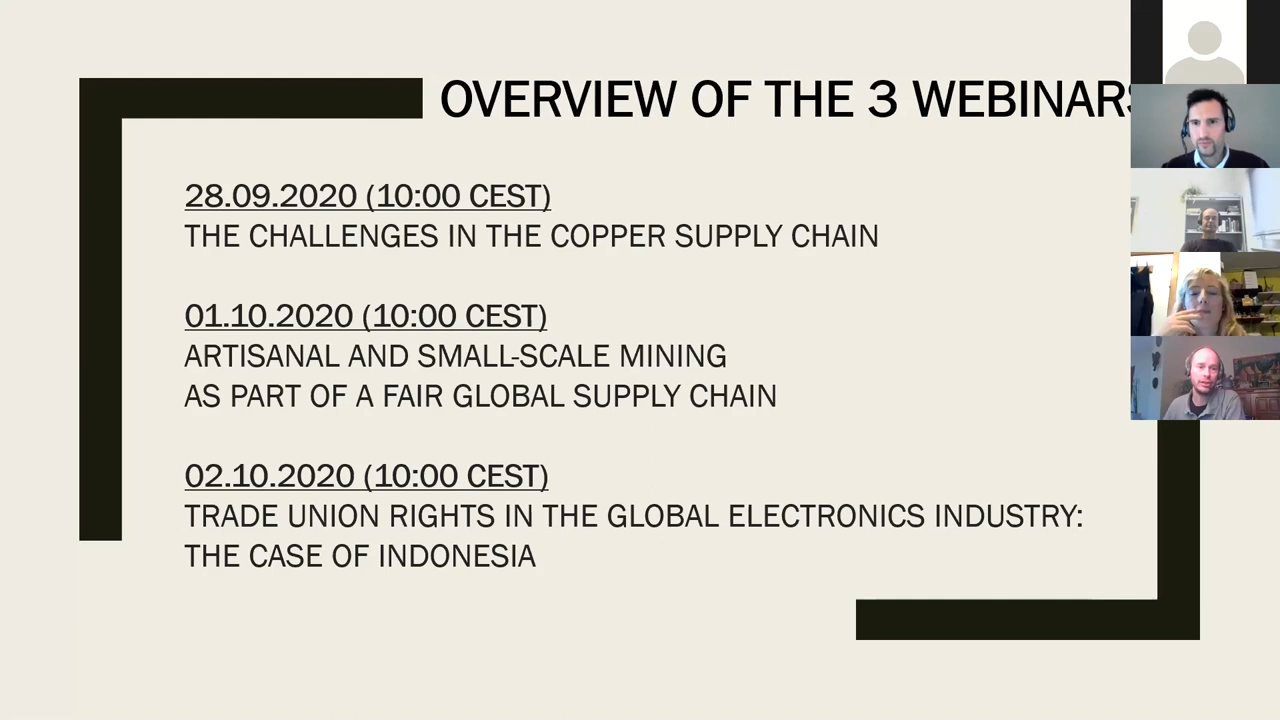 OVERVIEW OF THE 3 WEBINARS
28.09.2020 (10:00 CEST)
THE CHALLENGES IN THE COPPER SUPPLY CHAIN
01.10.2020 (10:00 CEST)
ARTISANAL AND SMALL-SCALE MINING
AS PART OF A FAIR GLOBAL SUPPLY CHAIN
02.10.2020 (10:00 CEST)
TRADE UNION RIGHTS IN THE GLOBAL ELECTRONICS INDUSTRY:
THE CASE OF INDONESIA